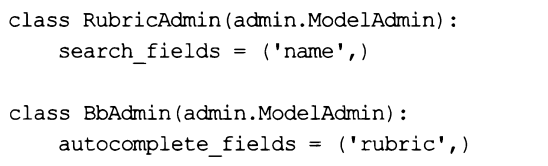 class RubricAdmin(admin.ModelAdmin):
    search_fields = ('name',)
class BbAdmin(admin.ModelAdmin):
    autocomplete_fields = ('rubric',)